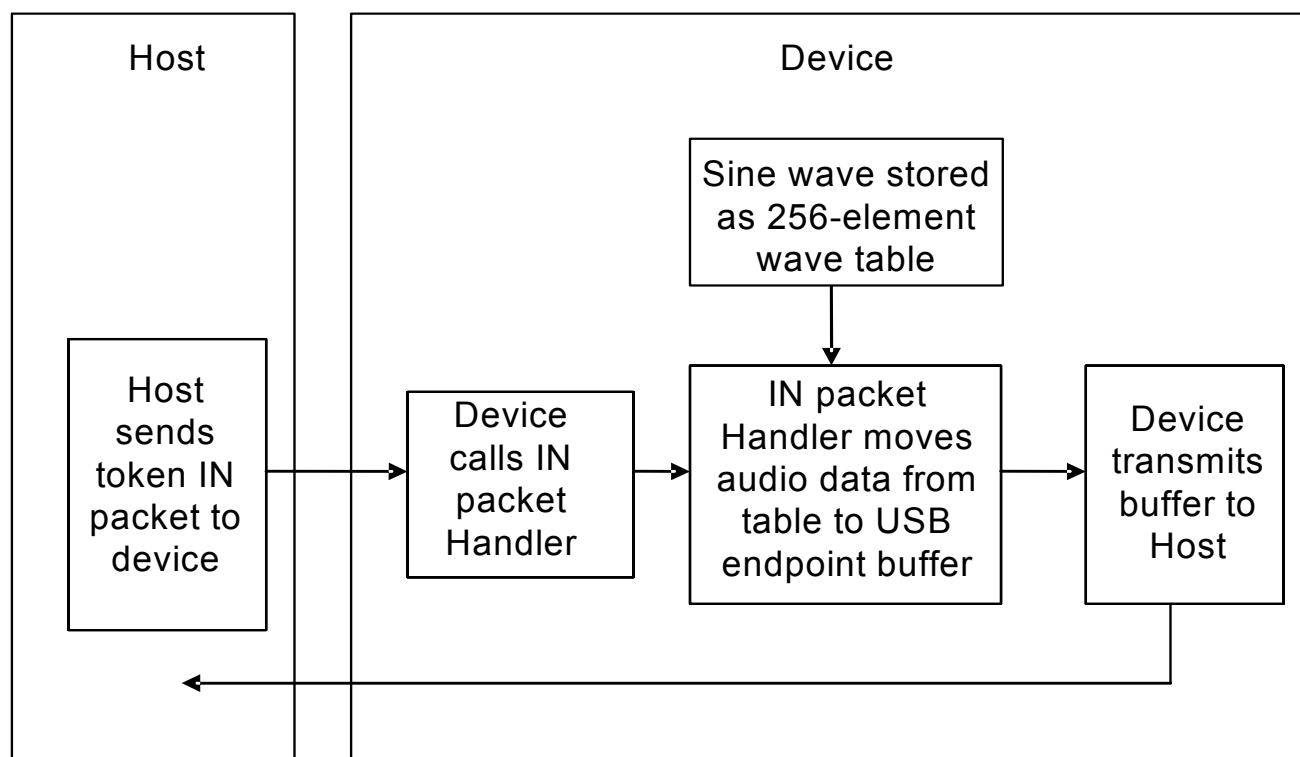 Host
Device
Sine wave stored
as 256-element
wave table
Host
sends
token IN
packet to
device
Device
calls IN
packet
Handler
IN packet
Handler moves
audio data from
table to USB
endpoint buffer
Device
transmits
buffer to
Host